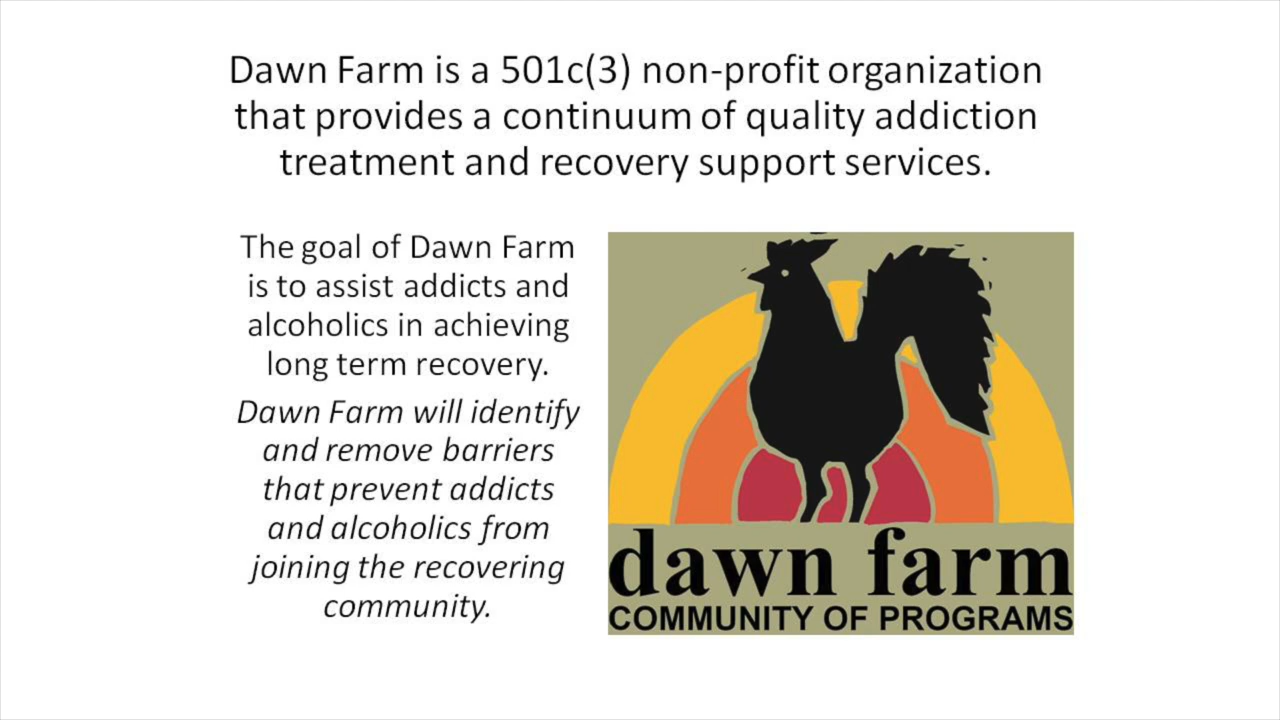 Dawn Farm is a 501c(3) non-profit organization
that provides a continuum of quality addiction
treatment and recovery support services.
The goal of Dawn Farm
is to assist addicts and
alcoholics in achieving
long term recovery.
Dawn Farm will identify
and remove barriers
that prevent addicts
and alcoholics from
joining the recovering
community.
dawn farm
COMMUNITY OF PROGRAMS